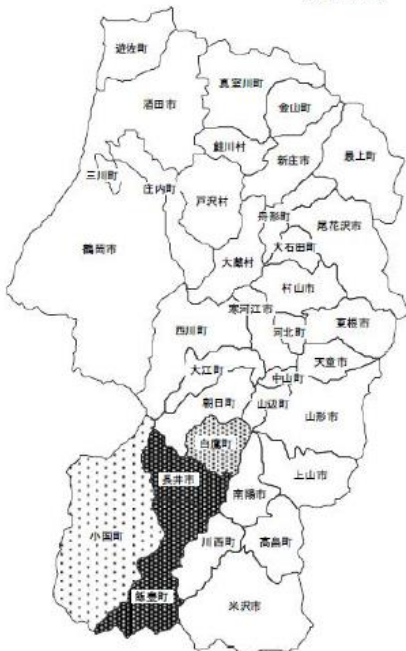 遊佐町
酒田市
真室川町
金山町
鮭川村
新庄市
最上町
三川町
庄内町
戸沢村
舟形町
尾花沢市
鶴岡市
大石田町
大蔵村
村山市
寒河江市
東根市
西川町
河北町
天童市
大江町
中山町
朝日町
山辺町
山形市
白鷹町
長井市
上山市
南陽市
小国町
川西町
高畠町
飯豊町
米沢市